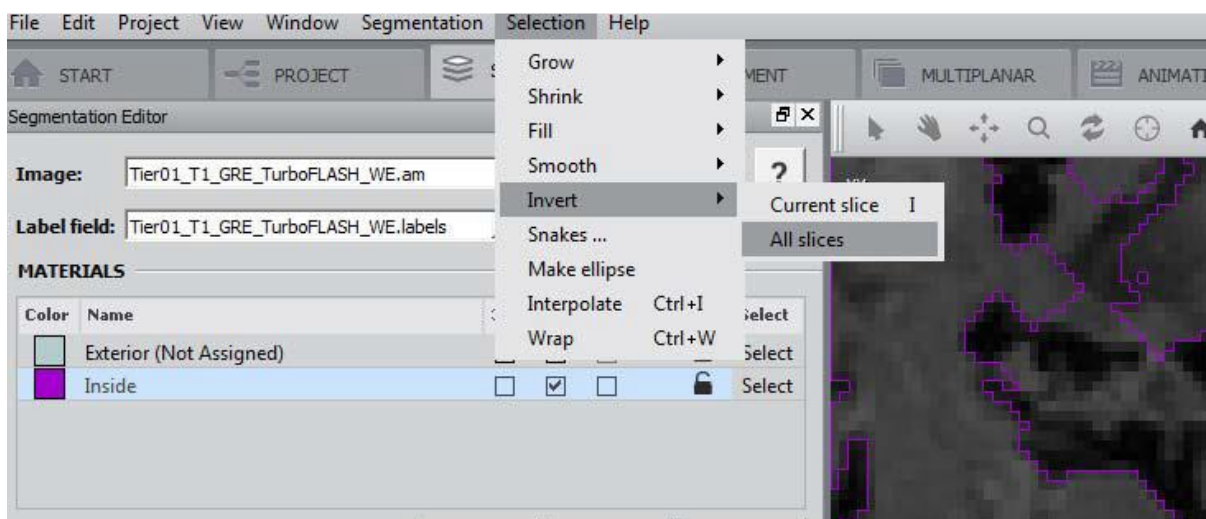 File Edit Project View Window Segmentation Selection Help
START PROJECT MULTIPLANAR
Segmentation Editor
Image: Tier01_T1_GRE_TurboFLASH_WE.am
Label field: Tier01_T1_GRE_TurboFLASH_WE.labels
MATERIALS
Color Name Select
Exterior (Not Assigned) Select
Inside Select
Grow
Shrink
Fill
Smooth
Invert
Snakes ...
Make ellipse
Interpolate Ctrl+I
Wrap Ctrl+W
Current slice I
All slices
?